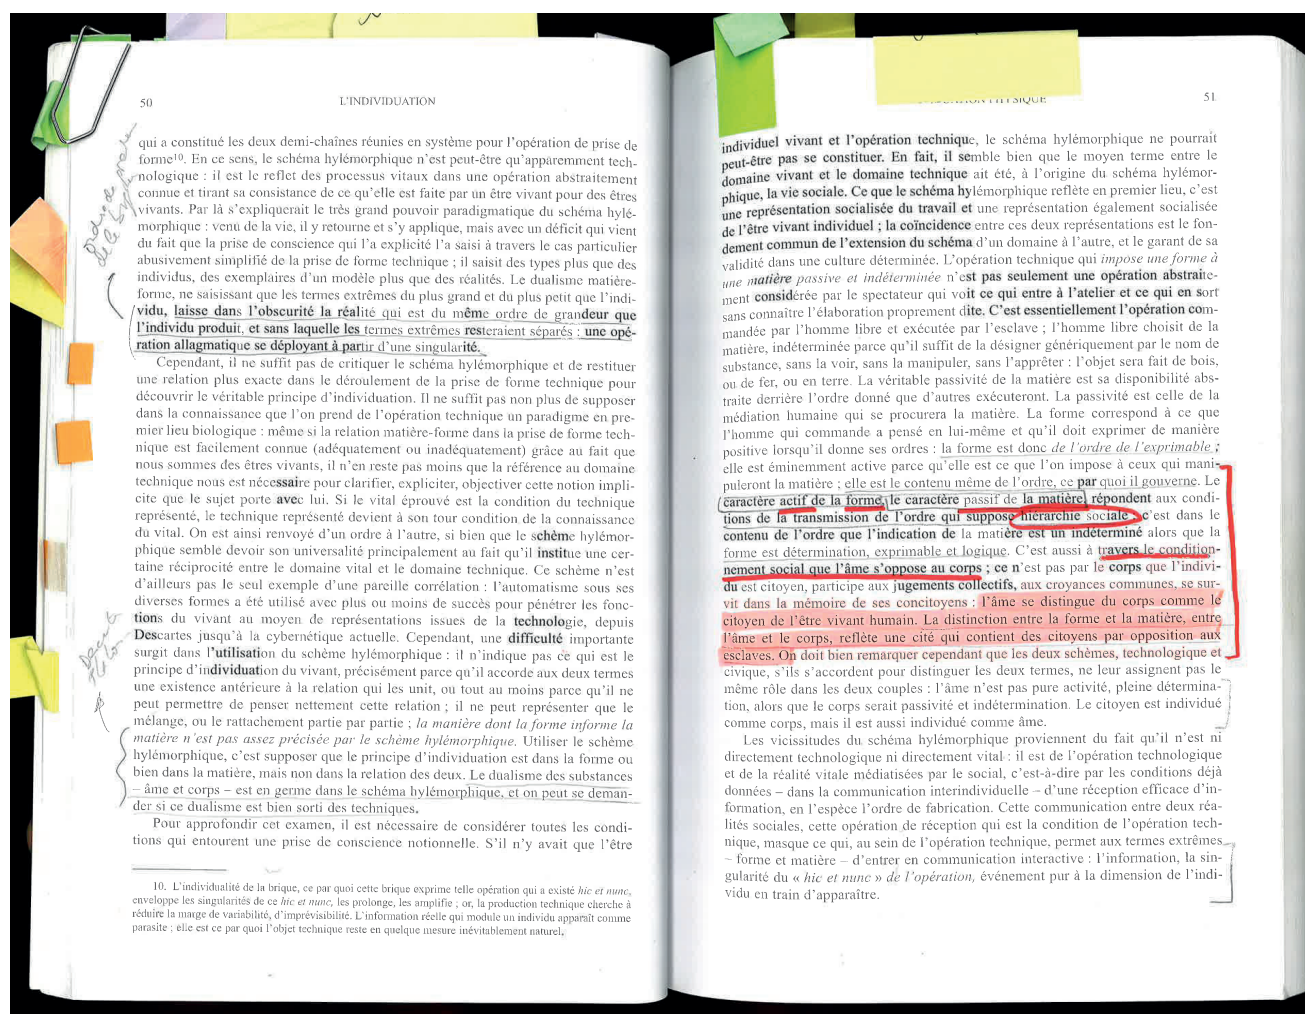 50
L'INDIVIDUATION
qui a constitué les deux demi-chaînes réunies en système pour l'opération de prise de
forme10. En ce sens, le schéma hylémorphique n'est peut-être qu'apparemment tech-
nologique : il est le reflet des processus vitaux dans une opération abstraitement
connue et tirant sa consistance de ce qu'elle est faite par un être vivant pour des êtres
vivants. Par là s'expliquerait le très grand pouvoir paradigmatique du schéma hylé-
morphique : venu de la vie, il y retourne et s'y applique, mais avec un déficit qui vient
du fait que la prise de conscience qui l'a explicité l'a saisi à travers le cas particulier
abusivement simplifié de la prise de forme technique ; il saisit des types plus que des
individus, des exemplaires d'un modèle plus que des réalités. Le dualisme matière-
forme, ne saisissant que les termes extrêmes du plus grand et du plus petit que l'indi-
vidu, laisse dans l'obscurité la réalité qui est du même ordre de grandeur que
l'individu produit, et sans laquelle les termes extrêmes resteraient séparés : une opé-
ration allagmatique se déployant à partir d'une singularité.
Cependant, il ne suffit pas de critiquer le schéma hylémorphique et de restituer
une relation plus exacte dans le déroulement de la prise de forme technique pour
découvrir le véritable principe d'individuation. Il ne suffit pas non plus de supposer
dans la connaissance que l'on prend de l'opération technique un paradigme en pre-
mier lieu biologique : même si la relation matière-forme dans la prise de forme tech-
nique est facilement connue (adéquatement ou inadéquatement) grâce au fait que
nous sommes des êtres vivants, il n'en reste pas moins que la référence au domaine
technique nous est nécessaire pour clarifier, expliciter, objectiver cette notion impli-
cite que le sujet porte avec lui. Si le vital éprouvé est la condition du technique
représenté, le technique représenté devient à son tour condition de la connaissance
du vital. On est ainsi renvoyé d'un ordre à l'autre, si bien que le schème hylémor-
phique semble devoir son universalité principalement au fait qu'il institue une cer-
taine réciprocité entre le domaine vital et le domaine technique. Ce schème n'est
d'ailleurs pas le seul exemple d'une pareille corrélation : l'automatisme sous ses
diverses formes a été utilisé avec plus ou moins de succès pour pénétrer les fonc-
tions du vivant au moyen de représentations issues de la technologie, depuis
Descartes jusqu'à la cybernétique actuelle. Cependant, une difficulté importante
surgit dans l'utilisation du schème hylémorphique : il n'indique pas ce qui est le
principe d'individuation du vivant, précisément parce qu'il accorde aux deux termes
une existence antérieure à la relation qui les unit, ou tout au moins parce qu'il ne
peut permettre de penser nettement cette relation ; il ne peut représenter que le
mélange, ou le rattachement partie par partie ; la manière dont la forme informe la
matière n'est pas assez précisée par le schème hylémorphique. Utiliser le schème
hylémorphique, c'est supposer que le principe d'individuation est dans la forme ou
bien dans la matière, mais non dans la relation des deux. Le dualisme des substances
– âme et corps – est en germe dans le schéma hylémorphique, et on peut se deman-
der si ce dualisme est bien sorti des techniques.
Pour approfondir cet examen, il est nécessaire de considérer toutes les condi-
tions qui entourent une prise de conscience notionnelle. S'il n'y avait que l'être
10. L'individualité de la brique, ce par quoi cette brique exprime telle opération qui a existé hic et nunc,
enveloppe les singularités de ce hic et nunc, les prolonge, les amplifie ; or, la production technique cherche à
réduire la marge de variabilité, d'imprévisibilité. L'information réelle qui module un individu apparaît comme
parasite ; elle est ce par quoi l'objet technique reste en quelque mesure inévitablement naturel.
51
individuel vivant et l'opération technique, le schéma hylémorphique ne pourrait
peut-être pas se constituer. En fait, il semble bien que le moyen terme entre le
domaine vivant et le domaine technique ait été, à l'origine du schéma hylémor-
phique, la vie sociale. Ce que le schéma hylémorphique reflète en premier lieu, c'est
une représentation socialisée du travail et une représentation également socialisée
de l'être vivant individuel ; la coïncidence entre ces deux représentations est le fon-
dement commun de l'extension du schéma d'un domaine à l'autre, et le garant de sa
validité dans une culture déterminée. L'opération technique qui impose une forme à
une matière passive et indéterminée n'est pas seulement une opération abstraite-
ment considérée par le spectateur qui voit ce qui entre à l'atelier et ce qui en sort
sans connaître l'élaboration proprement dite. C'est essentiellement l'opération com-
mandée par l'homme libre et exécutée par l'esclave ; l'homme libre choisit de la
matière, indéterminée parce qu'il suffit de la désigner génériquement par le nom de
substance, sans la voir, sans la manipuler, sans l'apprêter : l'objet sera fait de bois,
ou de fer, ou en terre. La véritable passivité de la matière est sa disponibilité abs-
traite derrière l'ordre donné que d'autres exécuteront. La passivité est celle de la
médiation humaine qui se procurera la matière. La forme correspond à ce que
l'homme qui commande a pensé en lui-même et qu'il doit exprimer de manière
positive lorsqu'il donne ses ordres : la forme est donc de l'ordre de l'exprimable ;
elle est éminemment active parce qu'elle est ce que l'on impose à ceux qui mani-
puleront la matière ; elle est le contenu même de l'ordre, ce par quoi il gouverne. Le
caractère actif de la forme, le caractère passif de la matière, répondent aux condi-
tions de la transmission de l'ordre qui suppose hiérarchie sociale : c'est dans le
contenu de l'ordre que l'indication de la matière est un indéterminé alors que la
forme est détermination, exprimable et logique. C'est aussi à travers le condition-
nement social que l'âme s'oppose au corps ; ce n'est pas par le corps que l'indivi-
du est citoyen, participe aux jugements collectifs, aux croyances communes, se sur-
vit dans la mémoire de ses concitoyens : l'âme se distingue du corps comme le
citoyen de l'être vivant humain. La distinction entre la forme et la matière, entre
l'âme et le corps, reflète une cité qui contient des citoyens par opposition aux
esclaves. On doit bien remarquer cependant que les deux schèmes, technologique et
civique, s'ils s'accordent pour distinguer les deux termes, ne leur assignent pas le
même rôle dans les deux couples : l'âme n'est pas pure activité, pleine détermina-
tion, alors que le corps serait passivité et indétermination. Le citoyen est individué
comme corps, mais il est aussi individué comme âme.
Les vicissitudes du schéma hylémorphique proviennent du fait qu'il n'est ni
directement technologique ni directement vital : il est de l'opération technologique
et de la réalité vitale médiatisées par le social, c'est-à-dire par les conditions déjà
données – dans la communication interindividuelle – d'une réception efficace d'in-
formation, en l'espèce l'ordre de fabrication. Cette communication entre deux réa-
lités sociales, cette opération de réception qui est la condition de l'opération tech-
nique, masque ce qui, au sein de l'opération technique, permet aux termes extrêmes
– forme et matière – d'entrer en communication interactive : l'information, la sin-
gularité du « hic et nunc » de l'opération, événement pur à la dimension de l'indi-
vidu en train d'apparaître.